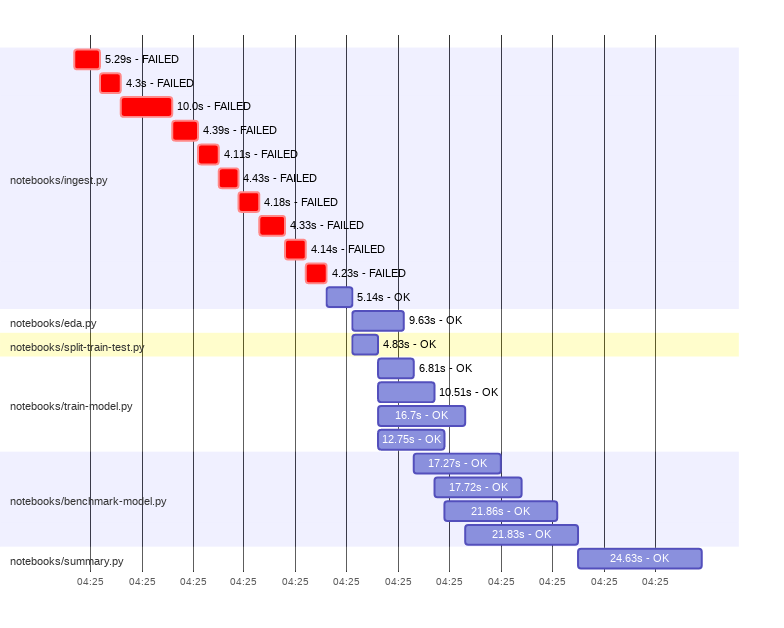 5.29s - FAILED
4.3s - FAILED
10.0s - FAILED
4.39s - FAILED
4.11s - FAILED
notebooks/ingest.py
4.43s - FAILED
4.18s - FAILED
4.33s - FAILED
4.14s - FAILED
4.23s - FAILED
5.14s - OK
notebooks/eda.py
9.63s - OK
notebooks/split-train-test.py
4.83s - OK
6.81s - OK
10.51s - OK
notebooks/train-model.py
16.7s - OK
12.75s - OK
17.27s - OK
17.72s - OK
notebooks/benchmark-model.py
21.86s - OK
21.83s - OK
notebooks/summary.py
24.63s - OK
04:25 04:25 04:25 04:25 04:25 04:25 04:25 04:25 04:25 04:25 04:25 04:25